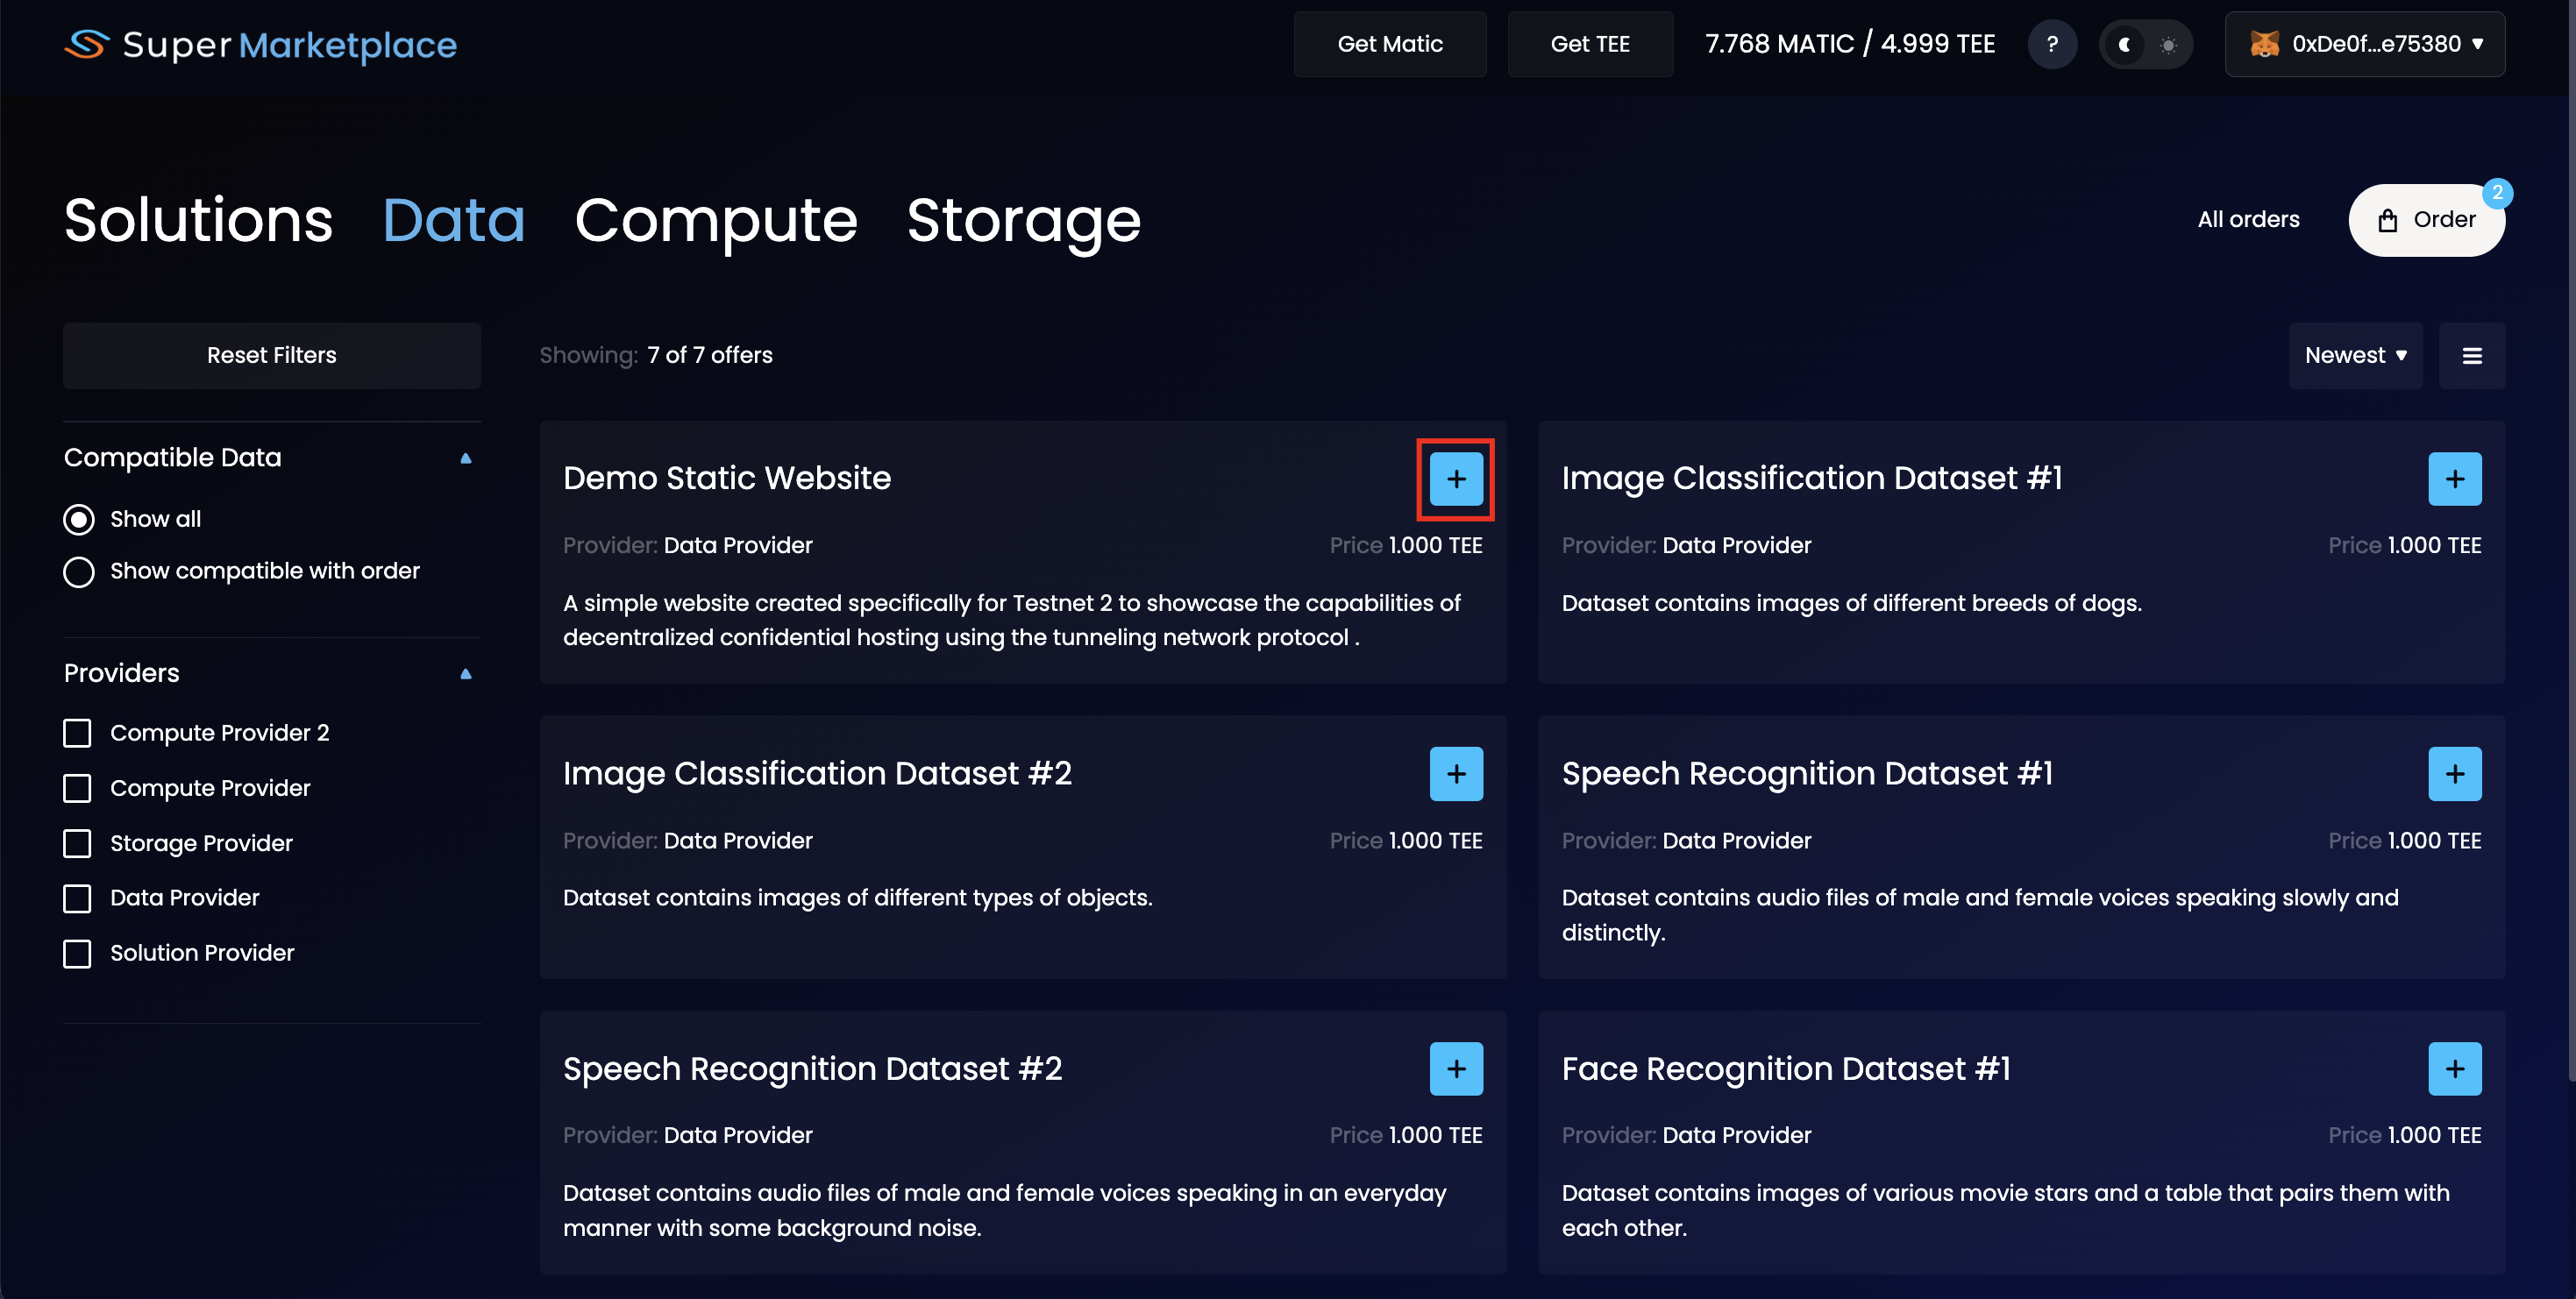 Super Marketplace
Get Matic
Get TEE
7.768 MATIC / 4.999 TEE
?
0xDe0f...e75380 ▼
Solutions
Data
Compute
Storage
All orders
Order
2
Reset Filters
Showing: 7 of 7 offers
Newest ▼
Compatible Data
Show all
Show compatible with order
Providers
Compute Provider 2
Compute Provider
Storage Provider
Data Provider
Solution Provider
Demo Static Website
+
Provider: Data Provider
Price 1.000 TEE
A simple website created specifically for Testnet 2 to showcase the capabilities of
decentralized confidential hosting using the tunneling network protocol .
Image Classification Dataset #1
+
Provider: Data Provider
Price 1.000 TEE
Dataset contains images of different breeds of dogs.
Image Classification Dataset #2
+
Provider: Data Provider
Price 1.000 TEE
Dataset contains images of different types of objects.
Speech Recognition Dataset #1
+
Provider: Data Provider
Price 1.000 TEE
Dataset contains audio files of male and female voices speaking slowly and
distinctly.
Speech Recognition Dataset #2
+
Provider: Data Provider
Price 1.000 TEE
Dataset contains audio files of male and female voices speaking in an everyday
manner with some background noise.
Face Recognition Dataset #1
+
Provider: Data Provider
Price 1.000 TEE
Dataset contains images of various movie stars and a table that pairs them with
each other.